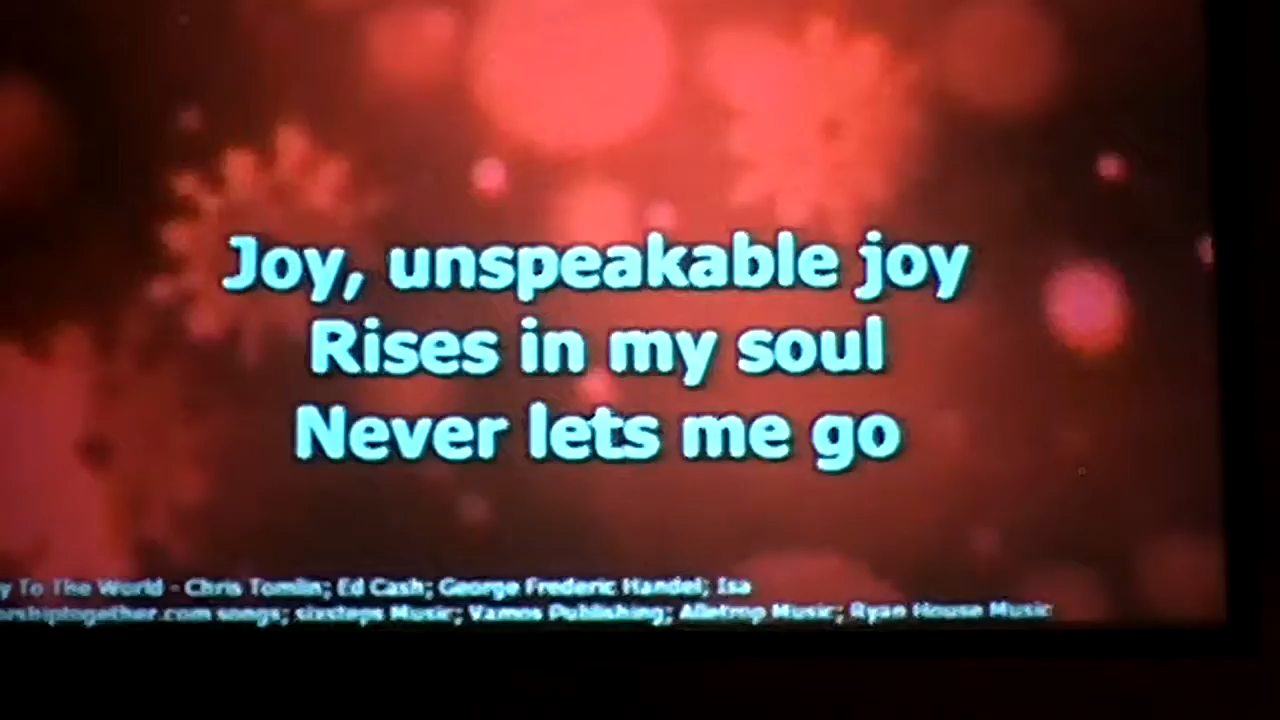 Joy, unspeakable joy
Rises in my soul
Never lets me go
y To The World - Chris Tomlin; Ed Cash; George Frederic Handel; Isa
rshiptogether.com songs; sixsteps Music; Vamos Publishing; Alletrop Music; Ryan House Music